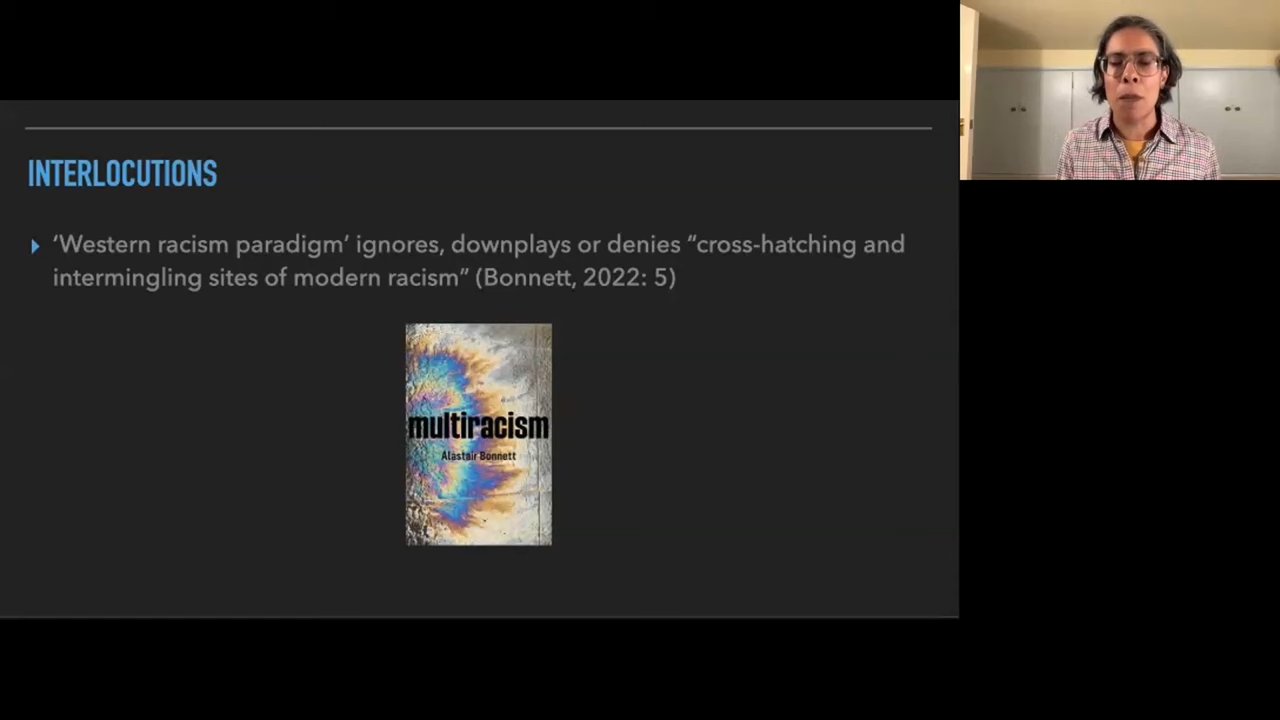 INTERLOCUTIONS
‘Western racism paradigm’ ignores, downplays or denies “cross-hatching and
intermingling sites of modern racism” (Bonnett, 2022: 5)
multiracism
Alastair Bonnett